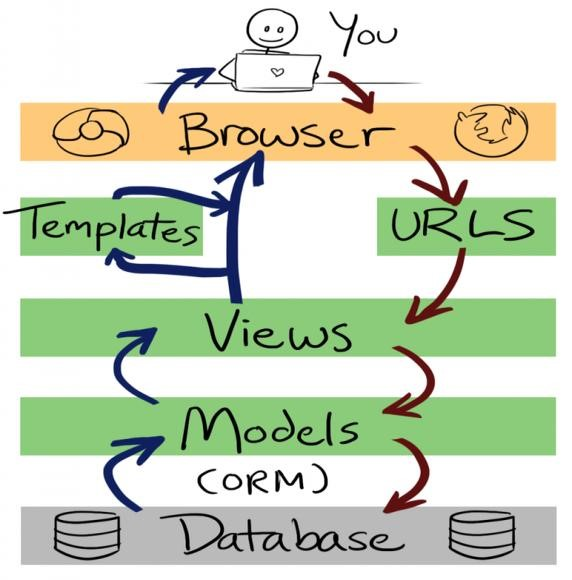 You
Browser
Templates
URLS
Views
Models
(ORM)
Database